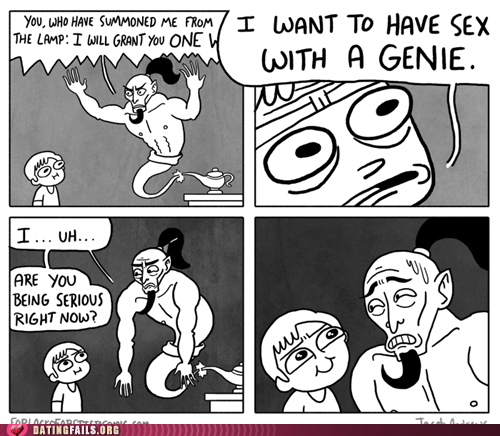 YOU, WHO HAVE SUMMONED ME FROM
THE LAMP: I WILL GRANT YOU ONE W
I WANT TO HAVE SEX
WITH A GENIE.
I... UH...
ARE YOU
BEING SERIOUS
RIGHT NOW?
DATINGFAILS.ORG